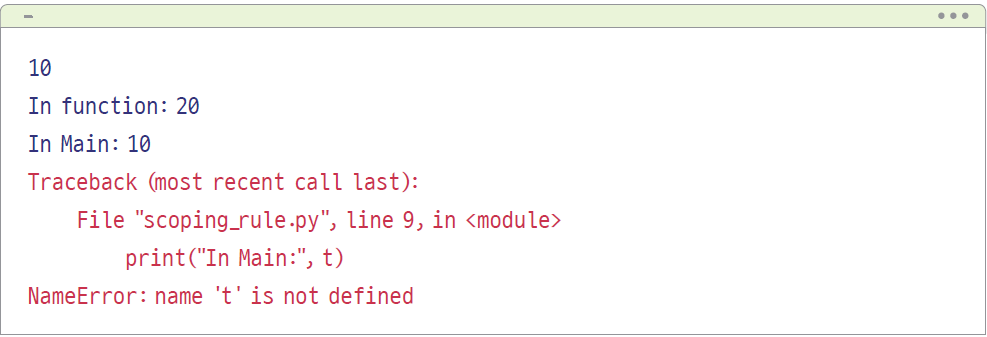 10
In function: 20
In Main: 10
Traceback (most recent call last):
File "scoping_rule.py", line 9, in <module>
print("In Main:", t)
NameError: name 't' is not defined